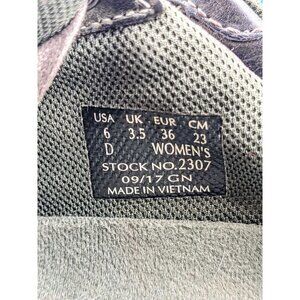 USA UK EUR CM
6 3.5 36 23
D WOMEN'S
STOCK NO.2307
09/17 GN
MADE IN VIETNAM